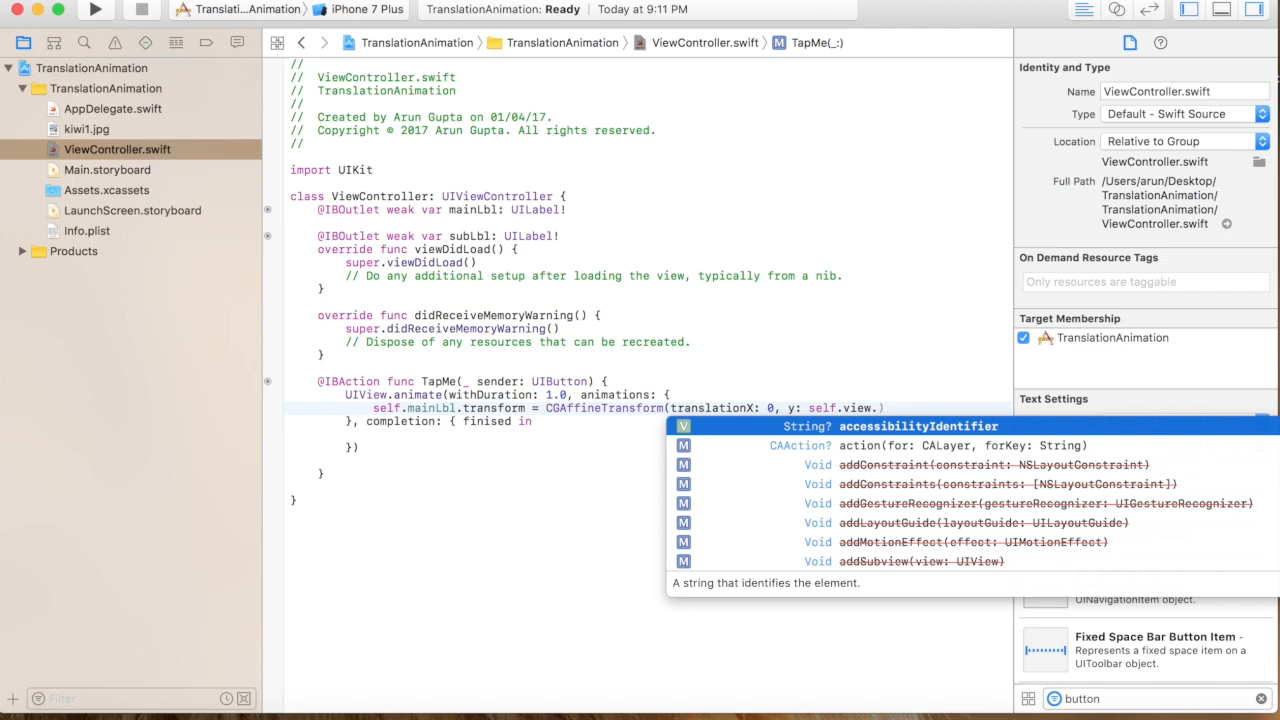 TranslatI...Animation
iPhone 7 Plus
TranslationAnimation: Ready
Today at 9:11 PM
TranslationAnimation
TranslationAnimation
ViewController.swift
M TapMe(_:)
TranslationAnimation
TranslationAnimation
AppDelegate.swift
kiwi1.jpg
ViewController.swift
Main.storyboard
Assets.xcassets
LaunchScreen.storyboard
Info.plist
Products
Filter
//
//  ViewController.swift
//  TranslationAnimation
//
//  Created by Arun Gupta on 01/04/17.
//  Copyright © 2017 Arun Gupta. All rights reserved.
//
import UIKit
class ViewController: UIViewController {
    @IBOutlet weak var mainLbl: UILabel!
    @IBOutlet weak var subLbl: UILabel!
    override func viewDidLoad() {
        super.viewDidLoad()
        // Do any additional setup after loading the view, typically from a nib.
    }
    override func didReceiveMemoryWarning() {
        super.didReceiveMemoryWarning()
        // Dispose of any resources that can be recreated.
    }
    @IBAction func TapMe(_ sender: UIButton) {
        UIView.animate(withDuration: 1.0, animations: {
            self.mainLbl.transform = CGAffineTransform(translationX: 0, y: self.view.)
        }, completion: { finised in
        })
    }
}
V String? accessibilityIdentifier
M CAAction? action(for: CALayer, forKey: String)
M Void addConstraint(constraint: NSLayoutConstraint)
M Void addConstraints(constraints: [NSLayoutConstraint])
M Void addGestureRecognizer(gestureRecognizer: UIGestureRecognizer)
M Void addLayoutGuide(layoutGuide: UILayoutGuide)
M Void addMotionEffect(effect: UIMotionEffect)
M Void addSubview(view: UIView)
A string that identifies the element.
Identity and Type
Name ViewController.swift
Type Default - Swift Source
Location Relative to Group
ViewController.swift
Full Path /Users/arun/Desktop/
TranslationAnimation/
TranslationAnimation/
ViewController.swift
On Demand Resource Tags
Only resources are taggable
Target Membership
TranslationAnimation
Text Settings
UINavigationItem object.
Fixed Space Bar Button Item -
Represents a fixed space item on a
UIToolbar object.
button